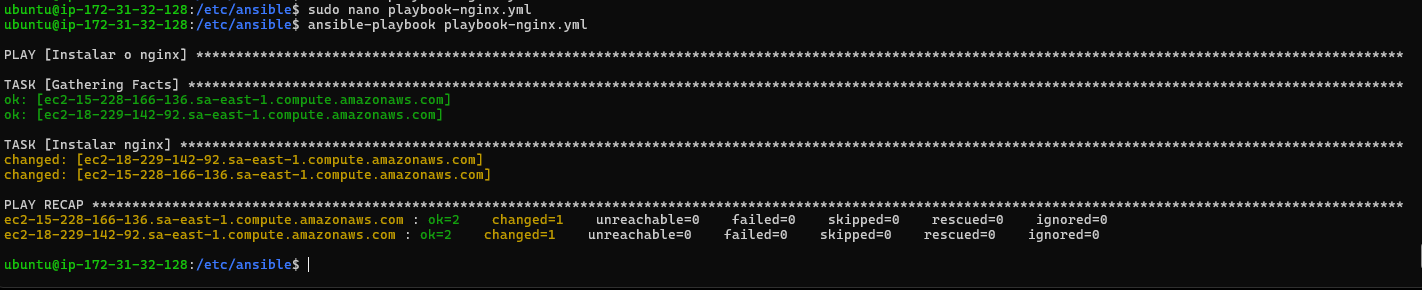 ubuntu@ip-172-31-32-128:/etc/ansible$ sudo nano playbook-nginx.yml
ubuntu@ip-172-31-32-128:/etc/ansible$ ansible-playbook playbook-nginx.yml
PLAY [Instalar o nginx] ********************************************************************************************************************************************************
TASK [Gathering Facts] *********************************************************************************************************************************************************
ok: [ec2-15-228-166-136.sa-east-1.compute.amazonaws.com]
ok: [ec2-18-229-142-92.sa-east-1.compute.amazonaws.com]
TASK [Instalar nginx] **********************************************************************************************************************************************************
changed: [ec2-18-229-142-92.sa-east-1.compute.amazonaws.com]
changed: [ec2-15-228-166-136.sa-east-1.compute.amazonaws.com]
PLAY RECAP *********************************************************************************************************************************************************************
ec2-15-228-166-136.sa-east-1.compute.amazonaws.com : ok=2    changed=1    unreachable=0    failed=0    skipped=0    rescued=0    ignored=0
ec2-18-229-142-92.sa-east-1.compute.amazonaws.com : ok=2    changed=1    unreachable=0    failed=0    skipped=0    rescued=0    ignored=0
ubuntu@ip-172-31-32-128:/etc/ansible$